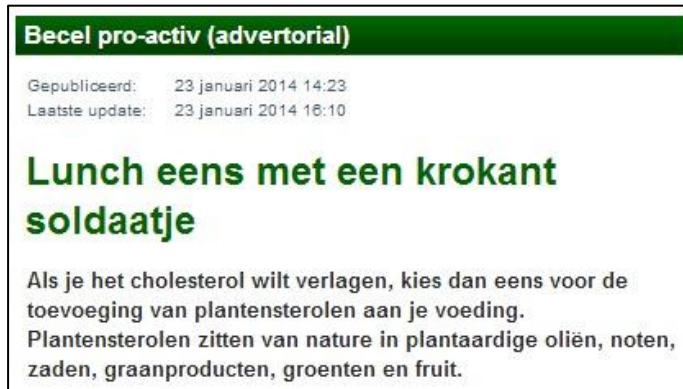 Becel pro-activ (advertorial)
Gepubliceerd: 23 januari 2014 14:23
Laatste update: 23 januari 2014 16:10
Lunch eens met een krokant
soldaatje
Als je het cholesterol wilt verlagen, kies dan eens voor de
toevoeging van plantensterolen aan je voeding.
Plantensterolen zitten van nature in plantaardige oliën, noten,
zaden, graanproducten, groenten en fruit.